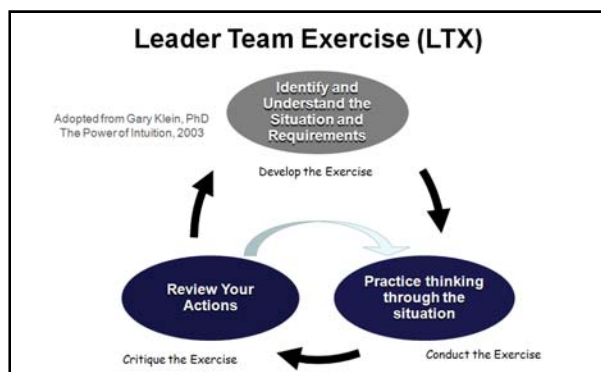 Leader Team Exercise (LTX)
Adopted from Gary Klein, PhD
The Power of Intuition, 2003
Identify and
Understand the
Situation and
Requirements
Develop the Exercise
Review Your
Actions
Practice thinking
through the
situation
Critique the Exercise
Conduct the Exercise